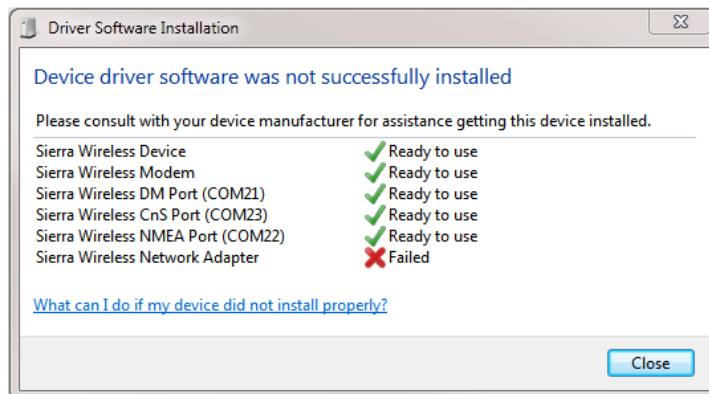 Driver Software Installation
Device driver software was not successfully installed
Please consult with your device manufacturer for assistance getting this device installed.
Sierra Wireless Device Ready to use
Sierra Wireless Modem Ready to use
Sierra Wireless DM Port (COM21) Ready to use
Sierra Wireless CnS Port (COM23) Ready to use
Sierra Wireless NMEA Port (COM22) Ready to use
Sierra Wireless Network Adapter Failed
What can I do if my device did not install properly?
Close